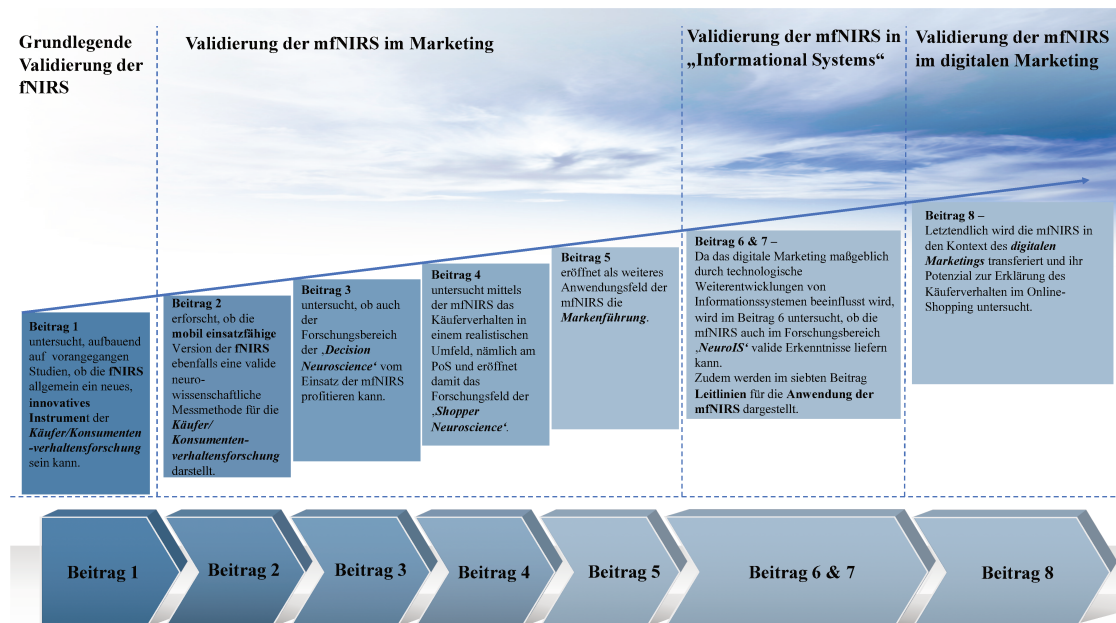 Grundlegende
Validierung der
fNIRS
Validierung der mfNIRS im Marketing
Validierung der mfNIRS in
„Informational Systems“
Validierung der mfNIRS
im digitalen Marketing
Beitrag 1
untersucht, aufbauend
auf vorangegangen
Studien, ob die fNIRS
allgemein ein neues,
innovatives
Instrument der
Käufer/Konsumenten
-verhaltensforschung
sein kann.
Beitrag 2
erforscht, ob die
mobil einsatzfähige
Version der fNIRS
ebenfalls eine valide
neuro-
wissenschaftliche
Messmethode für die
Käufer/
Konsumenten-
verhaltensforschung
darstellt.
Beitrag 3
untersucht, ob auch
der
Forschungsbereich
der ‚Decision
Neuroscience‘ vom
Einsatz der mfNIRS
profitieren kann.
Beitrag 4
untersucht mittels
der mfNIRS das
Käuferverhalten in
einem realistischen
Umfeld, nämlich am
PoS und eröffnet
damit das
Forschungsfeld der
‚Shopper
Neuroscience‘.
Beitrag 5
eröffnet als weiteres
Anwendungsfeld der
mfNIRS die
Markenführung.
Beitrag 6 & 7 –
Da das digitale Marketing maßgeblich
durch technologische
Weiterentwicklungen von
Informationssystemen beeinflusst wird,
wird im Beitrag 6 untersucht, ob die
mfNIRS auch im Forschungsbereich
‚NeuroIS‘ valide Erkenntnisse liefern
kann.
Zudem werden im siebten Beitrag
Leitlinien für die Anwendung der
mfNIRS dargestellt.
Beitrag 8 –
Letztendlich wird die mfNIRS in
den Kontext des digitalen
Marketings transferiert und ihr
Potenzial zur Erklärung des
Käuferverhalten im Online-
Shopping untersucht.
Beitrag 1
Beitrag 2
Beitrag 3
Beitrag 4
Beitrag 5
Beitrag 6 & 7
Beitrag 8